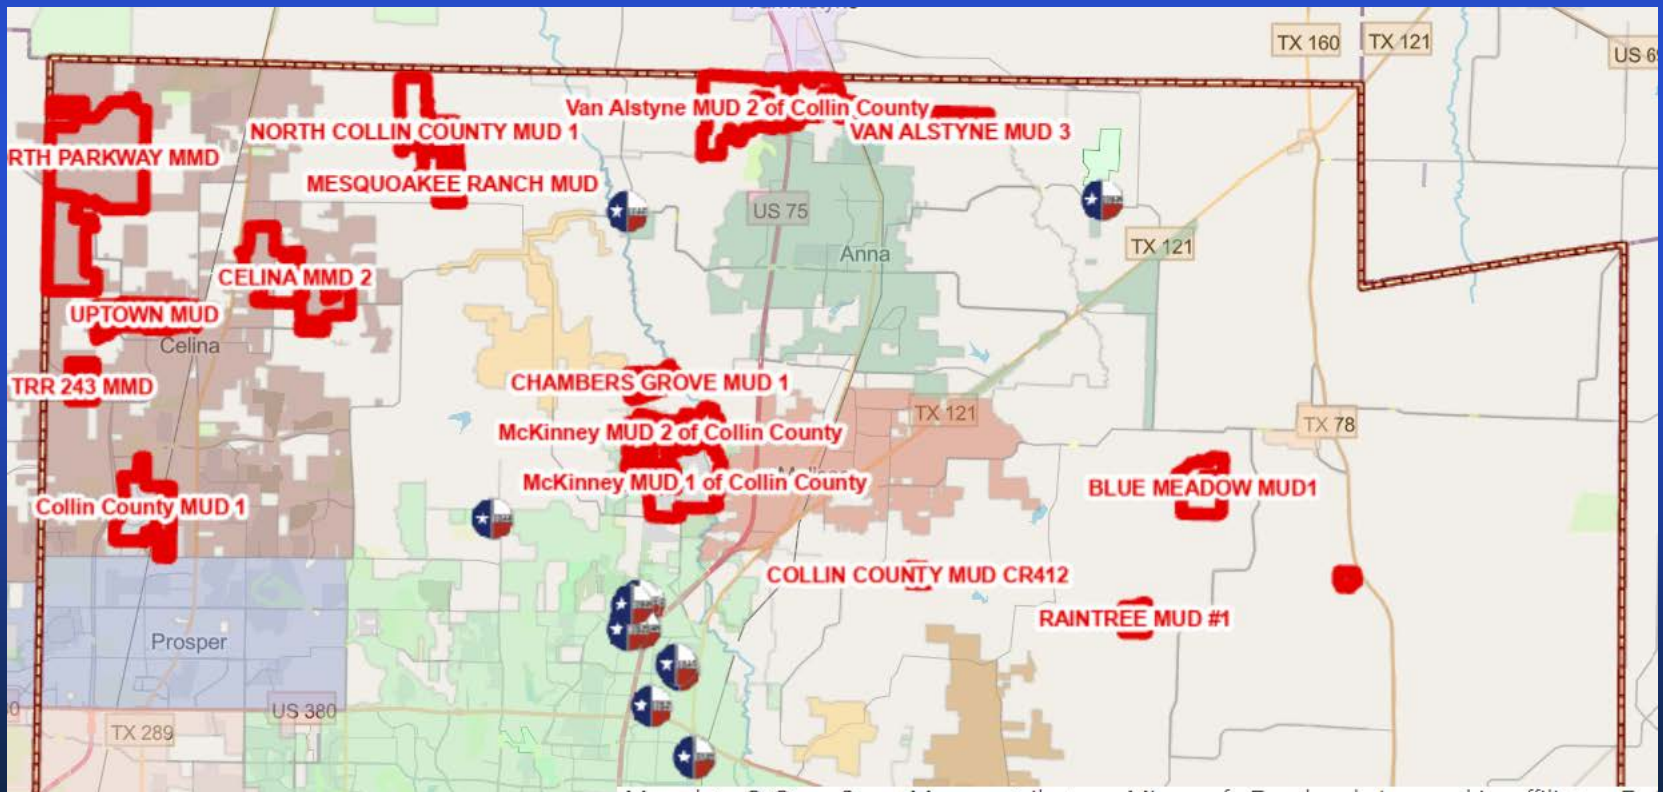 TX 160
TX 121
Van Alstyne MUD 2 of Collin County
NORTH COLLIN COUNTY MUD 1
VAN ALSTYNE MUD 3
RTH PARKWAY MMD
MESQUOAKEE RANCH MUD
US 75
Anna
TX 121
CELINA MMD 2
UPTOWN MUD
Celina
TRR 243 MMD
CHAMBERS GROVE MUD 1
TX 121
TX 78
McKinney MUD 2 of Collin County
McKinney MUD 1 of Collin County
BLUE MEADOW MUD1
Collin County MUD 1
COLLIN COUNTY MUD CR412
RAINTREE MUD #1
Prosper
US 380
TX 289